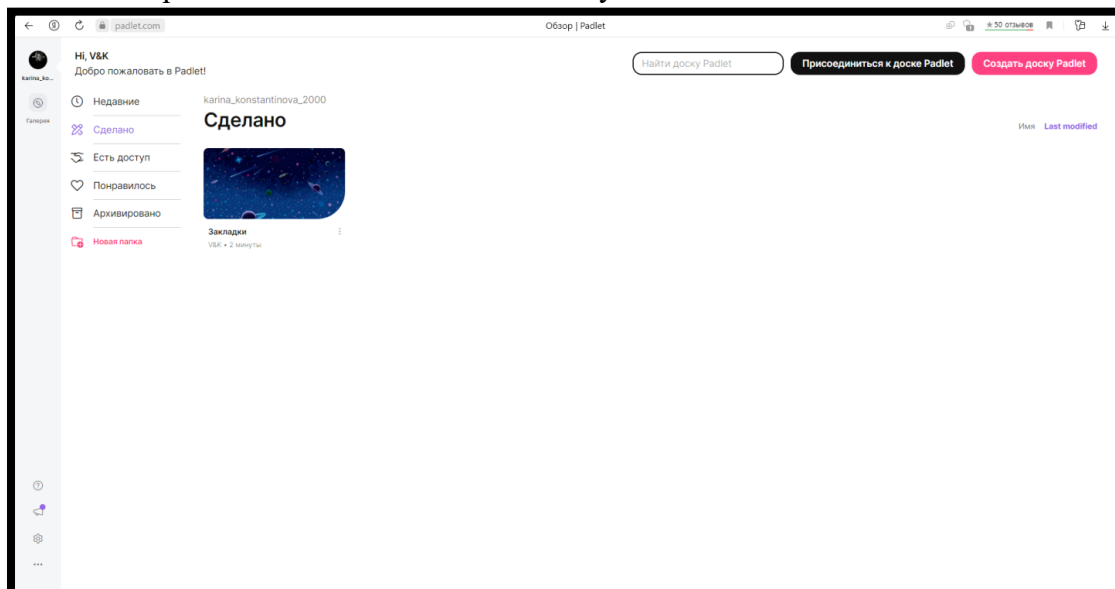 padlet.com
Обзор | Padlet
★ 50 отзывов
karina_ko...
Галерея
Hi, V&K
Добро пожаловать в Padlet!
Найти доску Padlet
Присоединиться к доске Padlet
Создать доску Padlet
Недавние
Сделано
Есть доступ
Понравилось
Архивировано
Новая папка
karina_konstantinova_2000
Сделано
Имя Last modified
Закладки
V&K • 2 минуты